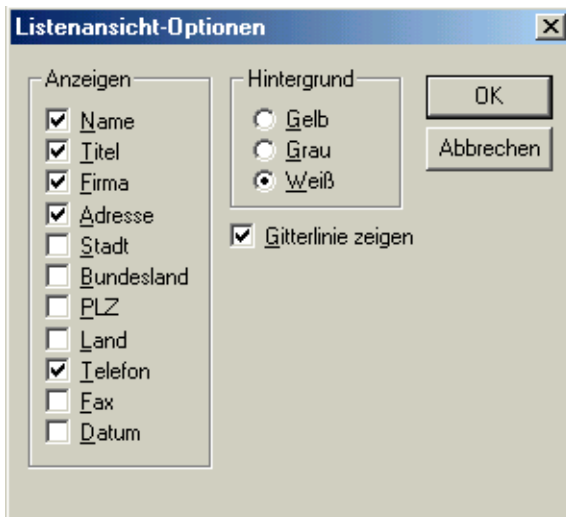 Listenansicht-Optionen
Anzeigen
Name
Titel
Firma
Adresse
Stadt
Bundesland
PLZ
Land
Telefon
Fax
Datum
Hintergrund
Gelb
Grau
Weiß
Gitterlinie zeigen
OK
Abbrechen